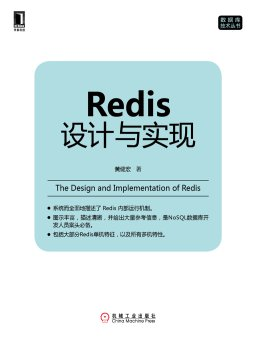 数据库
技术丛书
华章科技
Redis
设计与实现
黄健宏 著
The Design and Implementation of Redis
系统而全面地描述了 Redis 内部运行机制。
图示丰富，描述清晰，并给出大量参考信息，是NoSQL数据库开
发人员案头必备。
包括大部分Redis单机特征，以及所有多机特性。
机械工业出版社
China Machine Press